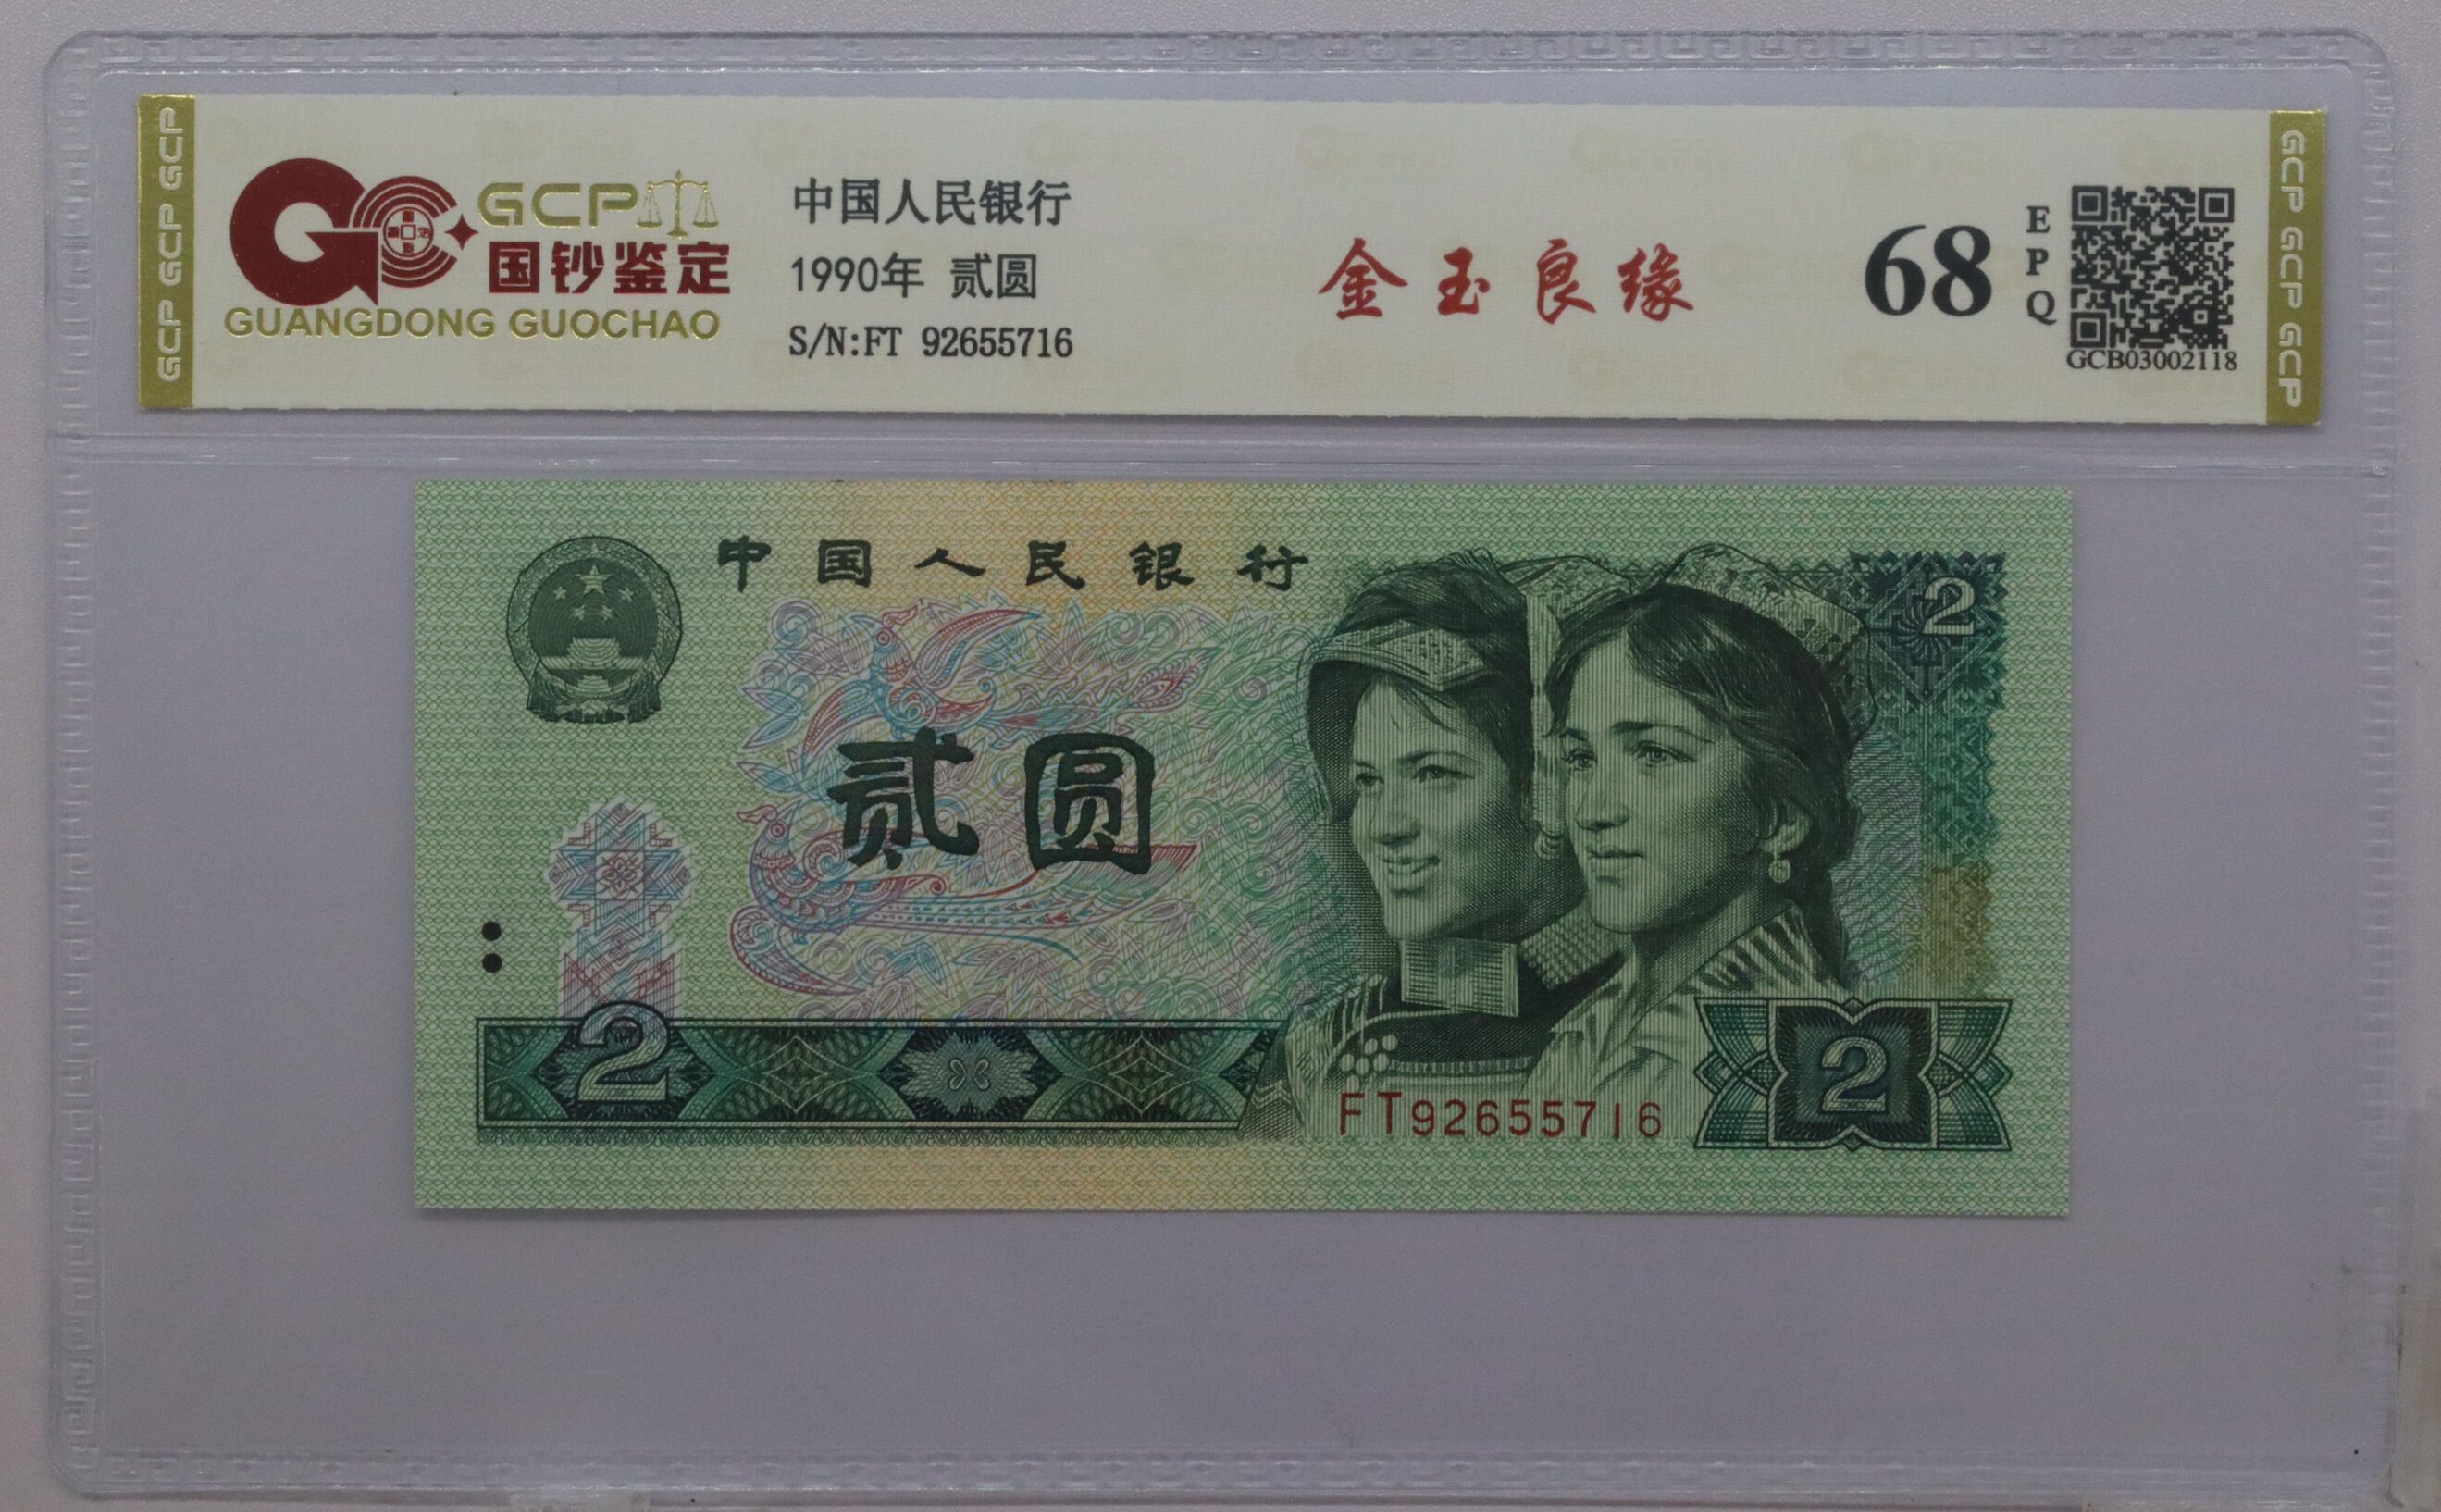 GCP GCP GCP
GCP
国钞鉴定
GUANGDONG GUOCHAO
中国人民银行
1990年 贰圆
S/N:FT 92655716
金玉良缘
68
EPQ
GCB03002118
GCP GCP GCP
中国人民银行
2
贰圆
2
FT92655716
2